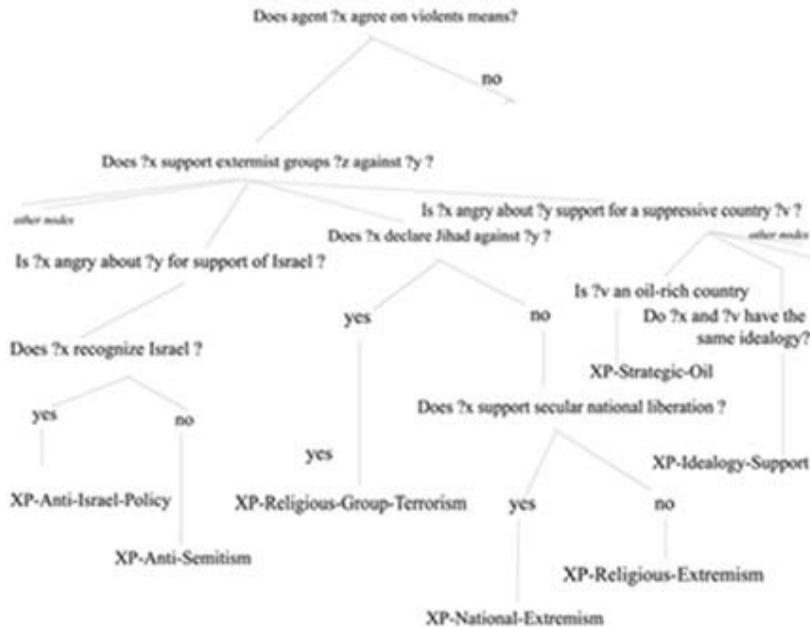 Does agent ?x agree on violents means?
no
Does ?x support extermist groups ?z against ?y ?
other nodes
Is ?x angry about ?y support for a suppressive country ?v ?
Does ?x declare Jihad against ?y ?
other nodes
Is ?x angry about ?y for support of Israel ?
Is ?v an oil-rich country
yes
no
Do ?x and ?v have the
same idealogy?
Does ?x recognize Israel ?
XP-Strategic-Oil
yes
no
Does ?x support secular national liberation ?
yes
XP-Idealogy-Support
XP-Anti-Israel-Policy
XP-Religious-Group-Terrorism
yes
no
XP-Anti-Semitism
XP-Religious-Extremism
XP-National-Extremism